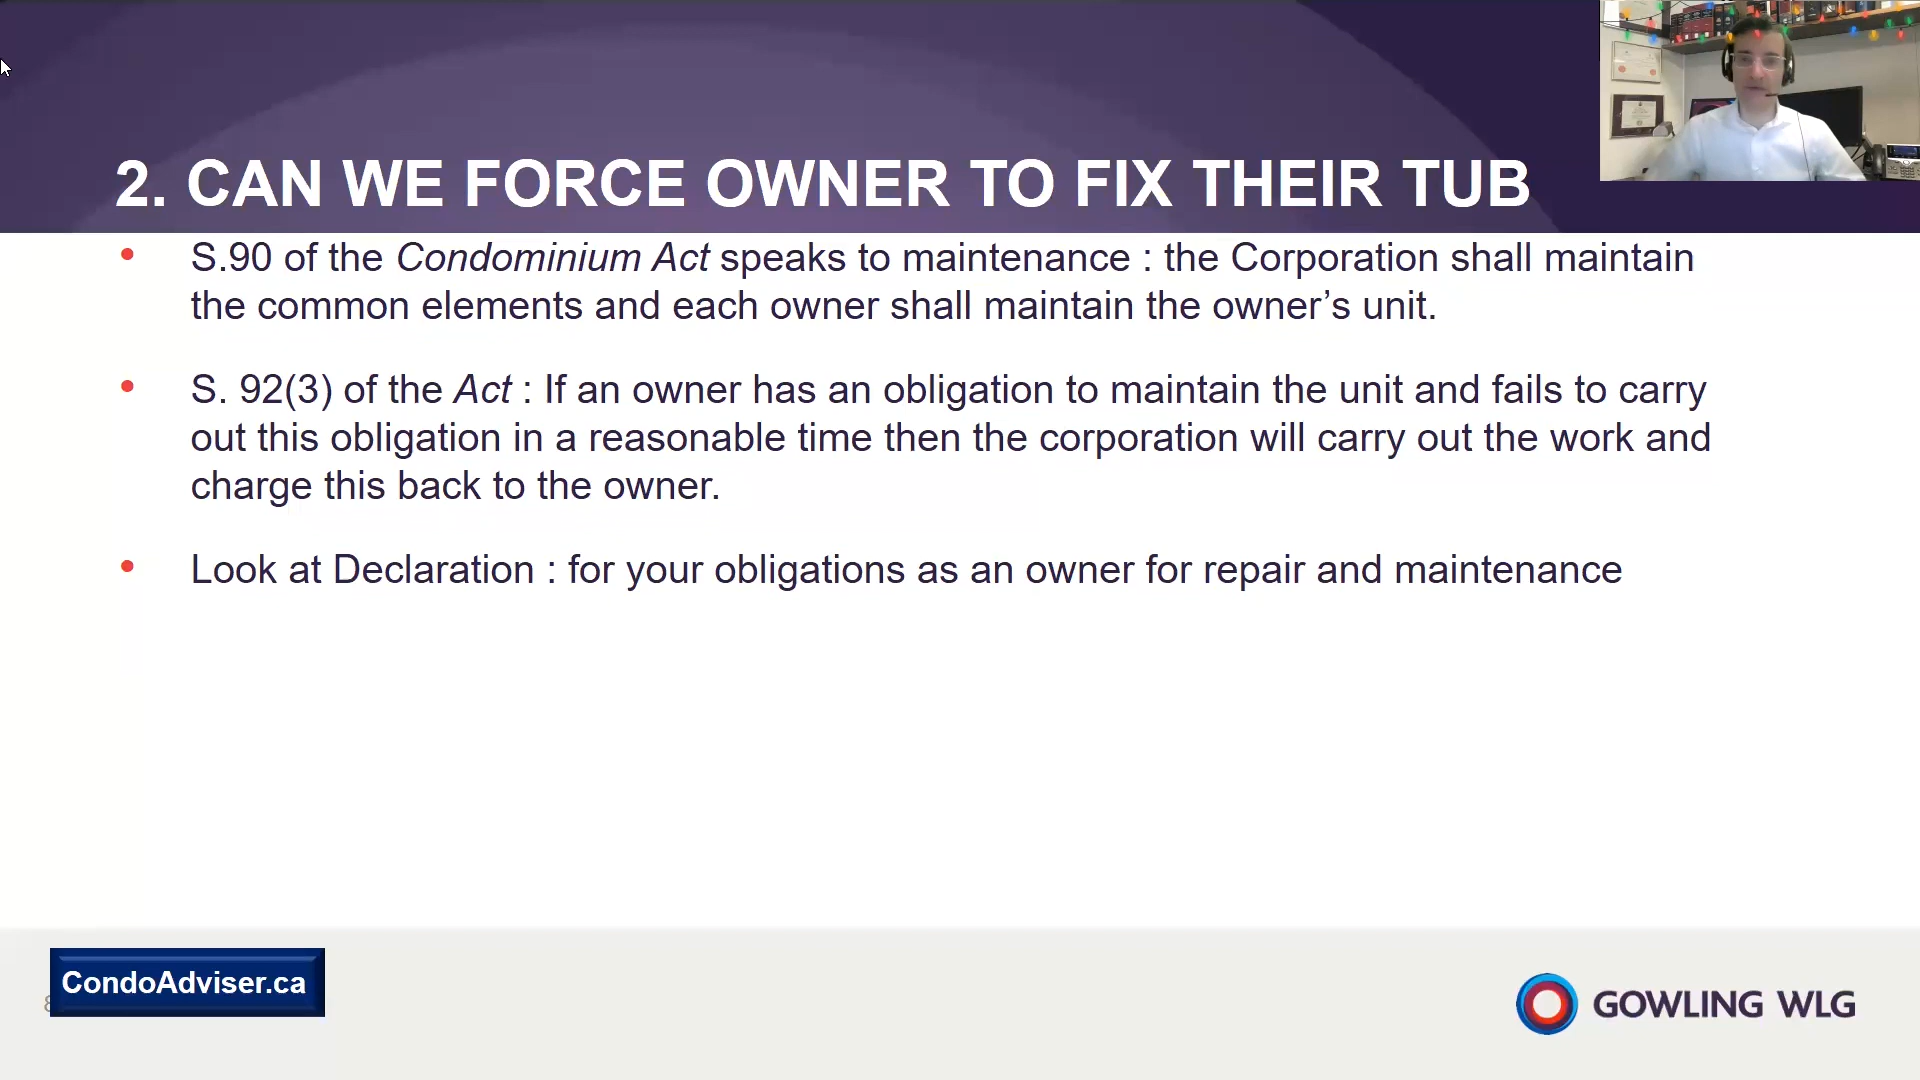 2. CAN WE FORCE OWNER TO FIX THEIR TUB
• S.90 of the Condominium Act speaks to maintenance : the Corporation shall maintain
the common elements and each owner shall maintain the owner’s unit.
• S. 92(3) of the Act : If an owner has an obligation to maintain the unit and fails to carry
out this obligation in a reasonable time then the corporation will carry out the work and
charge this back to the owner.
• Look at Declaration : for your obligations as an owner for repair and maintenance
CondoAdviser.ca
GOWLING WLG